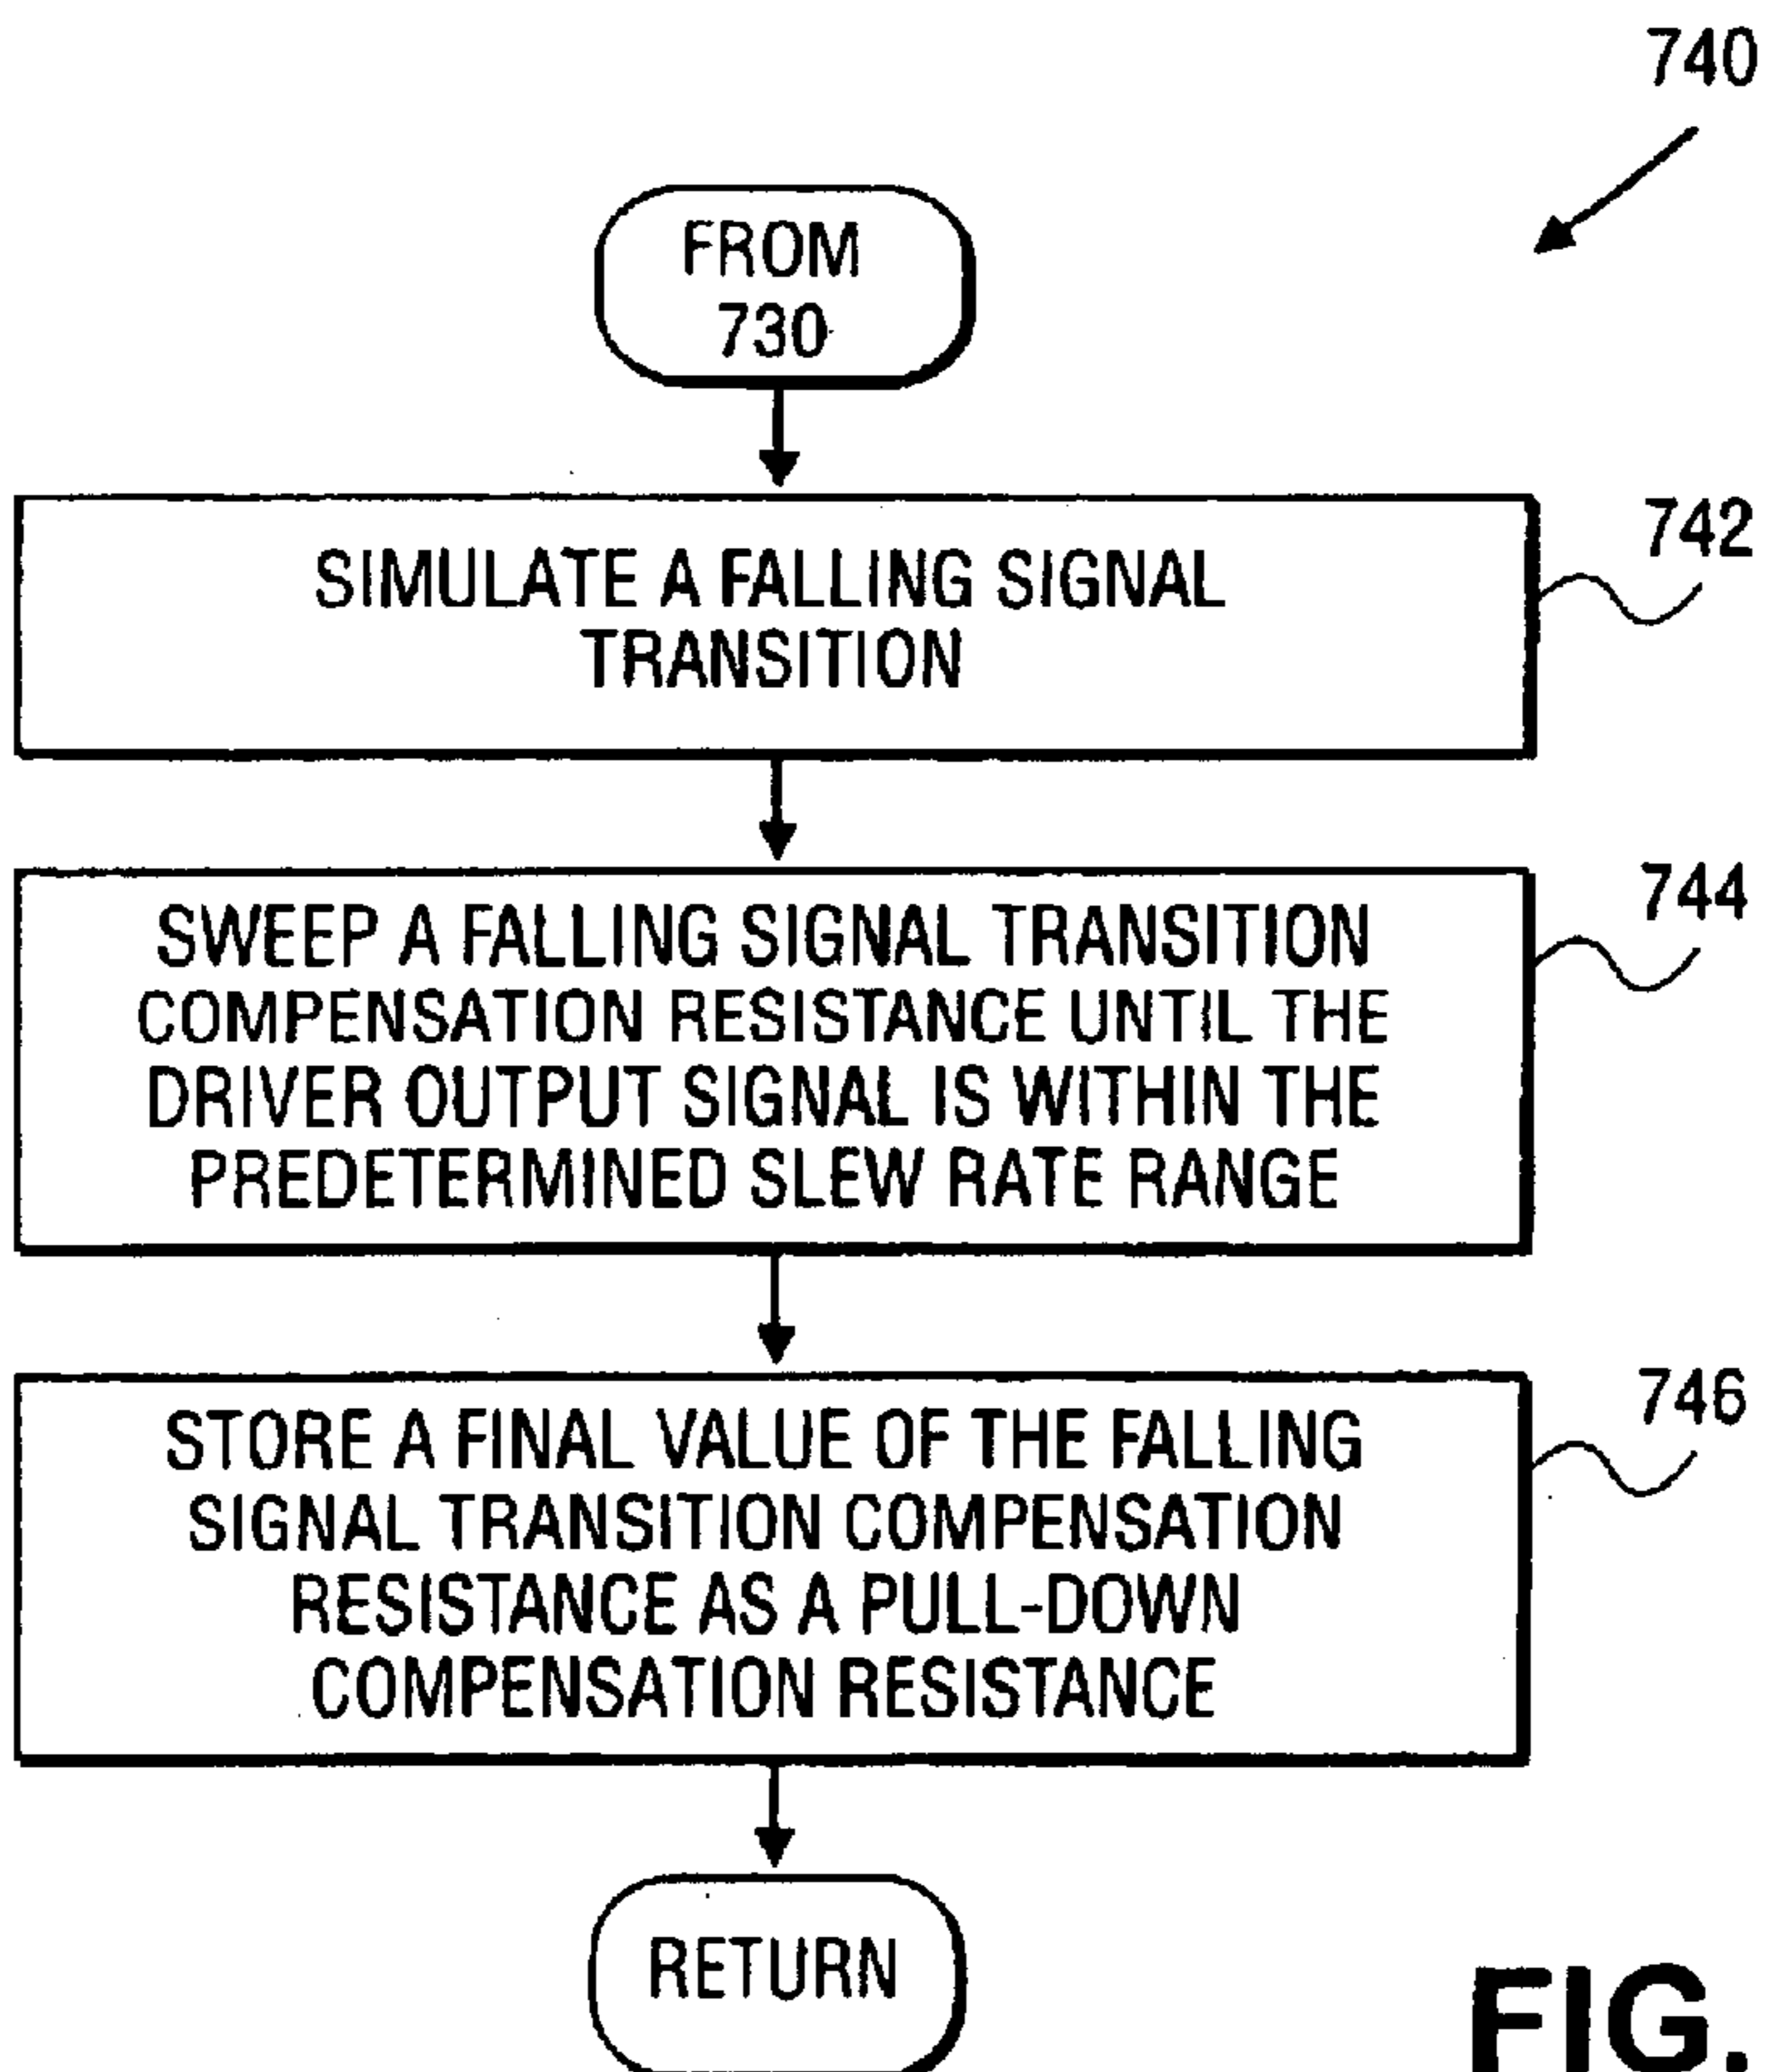 740
FROM
730
742
SIMULATE A FALLING SIGNAL
TRANSITION
744
SWEEP A FALLING SIGNAL TRANSITION
COMPENSATION RESISTANCE UNTIL THE
DRIVER OUTPUT SIGNAL IS WITHIN THE
PREDETERMINED SLEW RATE RANGE
746
STORE A FINAL VALUE OF THE FALLING
SIGNAL TRANSITION COMPENSATION
RESISTANCE AS A PULL-DOWN
COMPENSATION RESISTANCE
RETURN
FIG.